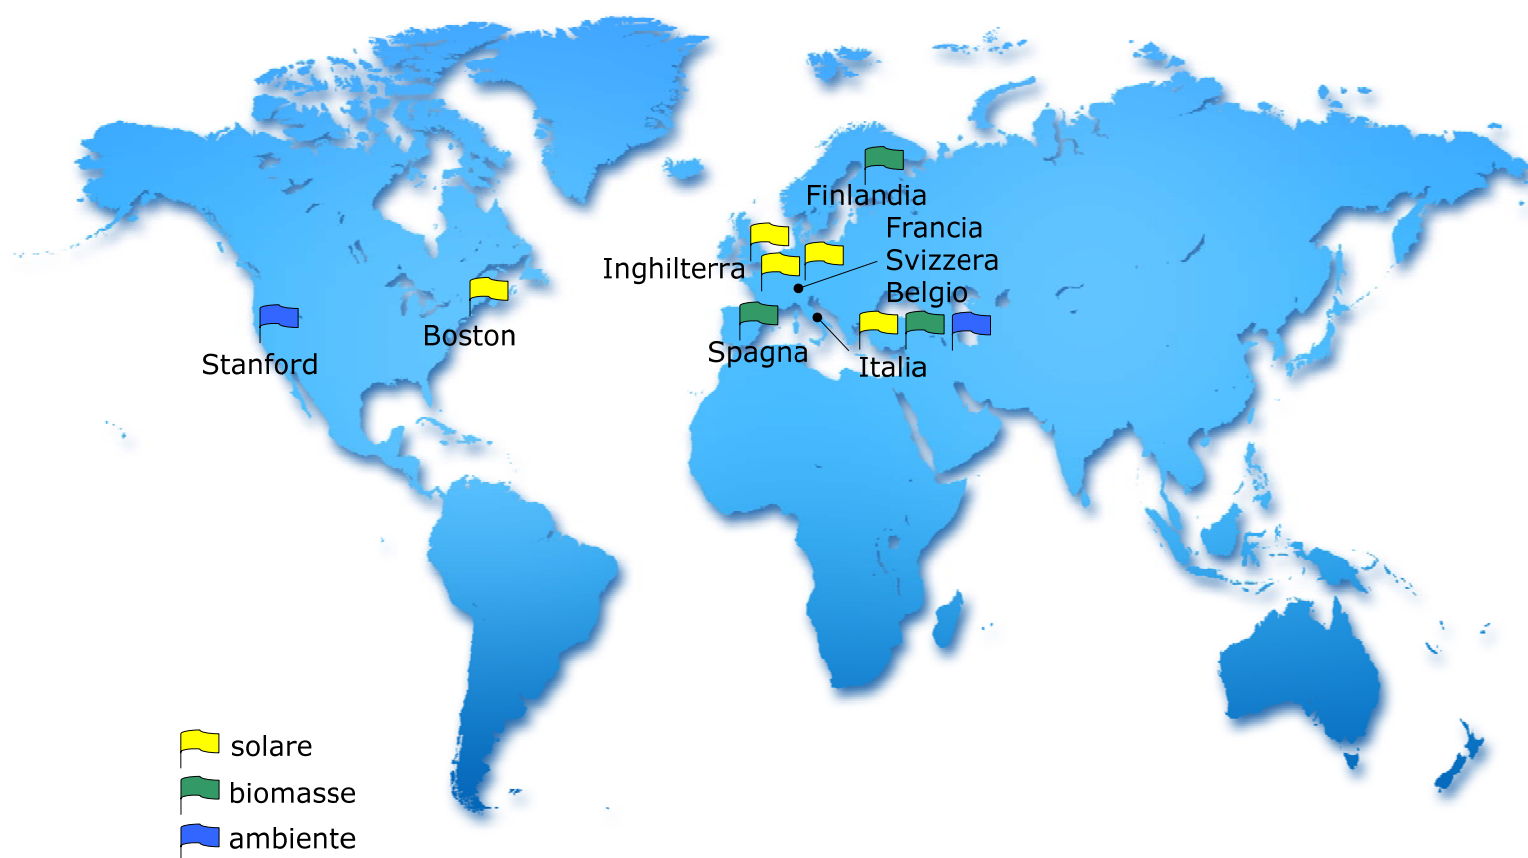 Finlandia
Francia
Svizzera
Belgio
Inghilterra
Boston
Stanford
Spagna
Italia
solare
biomasse
ambiente